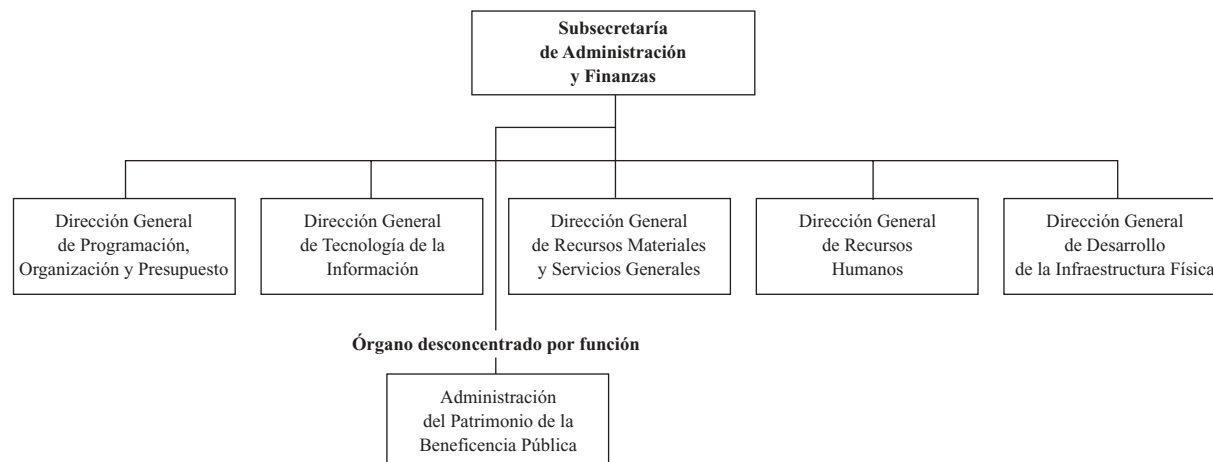 Subsecretaría
de Administración
y Finanzas
Dirección General
de Programación,
Organización y Presupuesto
Dirección General
de Tecnología de la
Información
Dirección General
de Recursos Materiales
y Servicios Generales
Dirección General
de Recursos
Humanos
Dirección General
de Desarrollo
de la Infraestructura Física
Órgano desconcentrado por función
Administración
del Patrimonio de la
Beneficencia Pública